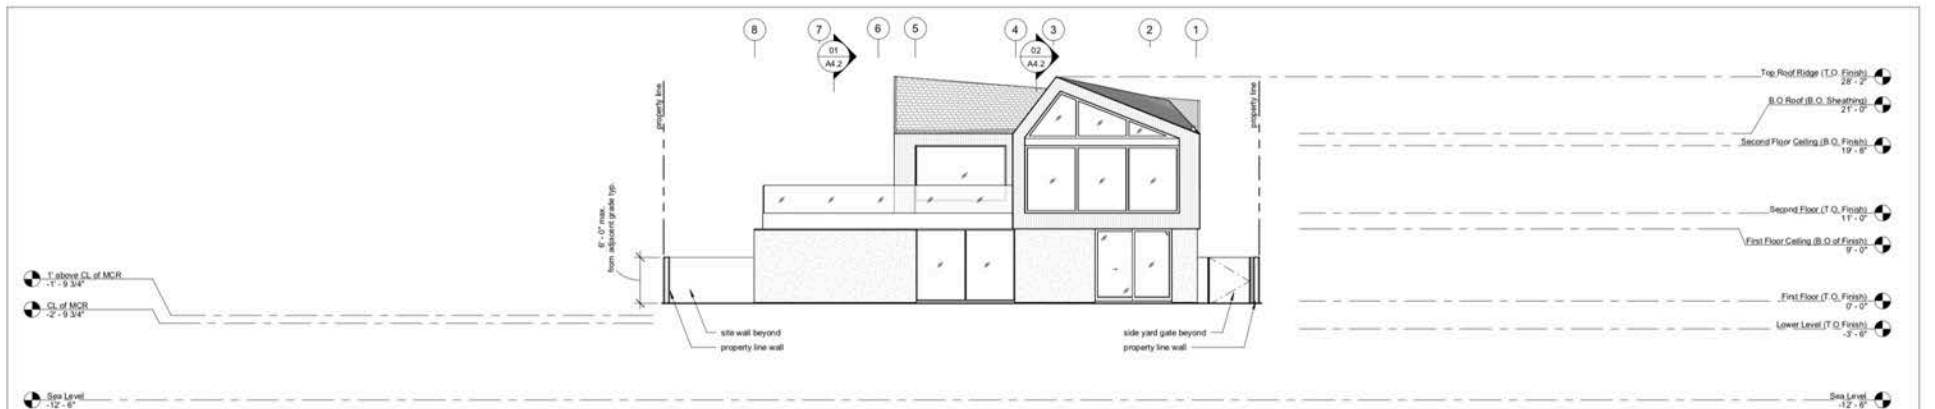 8
7
6
5
4
3
2
1
01
A4.2
02
A4.2
property line
property line
Top Roof Ridge (T.O. Finish)
28' - 2"
B.O Roof (B.O. Sheathing)
21' - 0"
Second Floor Ceiling (B.O. Finish)
19' - 6"
Second Floor (T.O. Finish)
11' - 0"
First Floor Ceiling (B.O of Finish)
9' - 0"
First Floor (T.O. Finish)
0' - 0"
Lower Level (T.O Finish)
-3' - 6"
6' - 0" max.
from adjacent grade typ.
1' above CL of MCR
-1' - 9 3/4"
CL of MCR
-2' - 9 3/4"
site wall beyond
property line wall
side yard gate beyond
property line wall
Sea Level
-12' - 6"
Sea Level
-12' - 6"